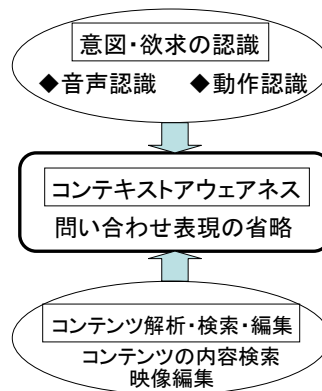 意図・欲求の認識
◆音声認識 ◆動作認識
コンテキストアウェアネス
問い合わせ表現の省略
コンテンツ解析・検索・編集
コンテンツの内容検索
映像編集